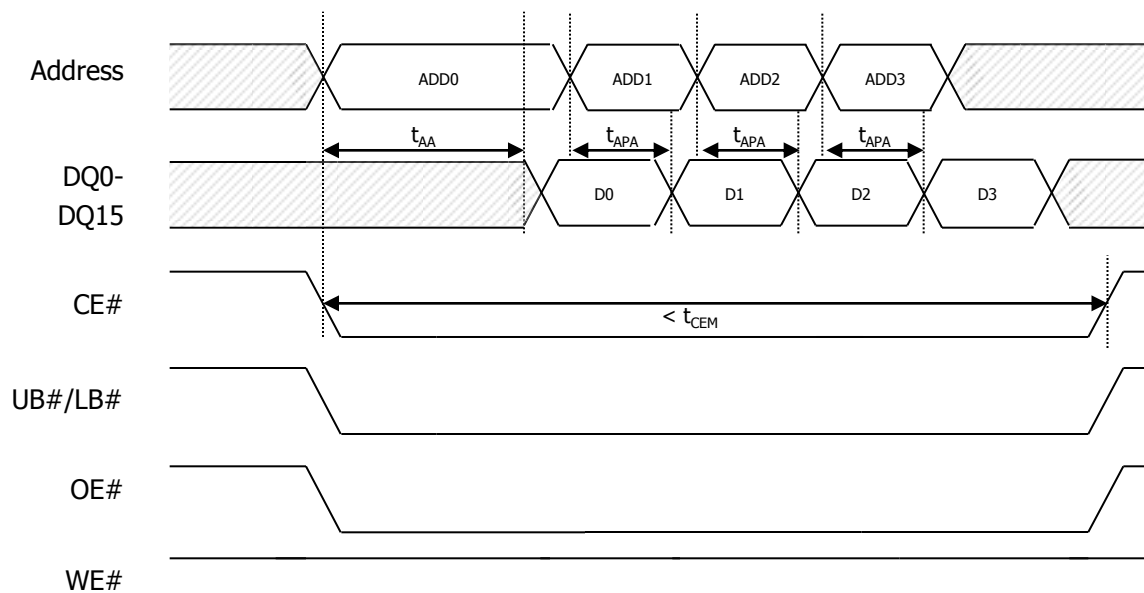 Address
ADD0 ADD1 ADD2 ADD3
tAA tAPA tAPA tAPA
DQ0-
DQ15
D0 D1 D2 D3
CE#
< tCEM
UB#/LB#
OE#
WE#